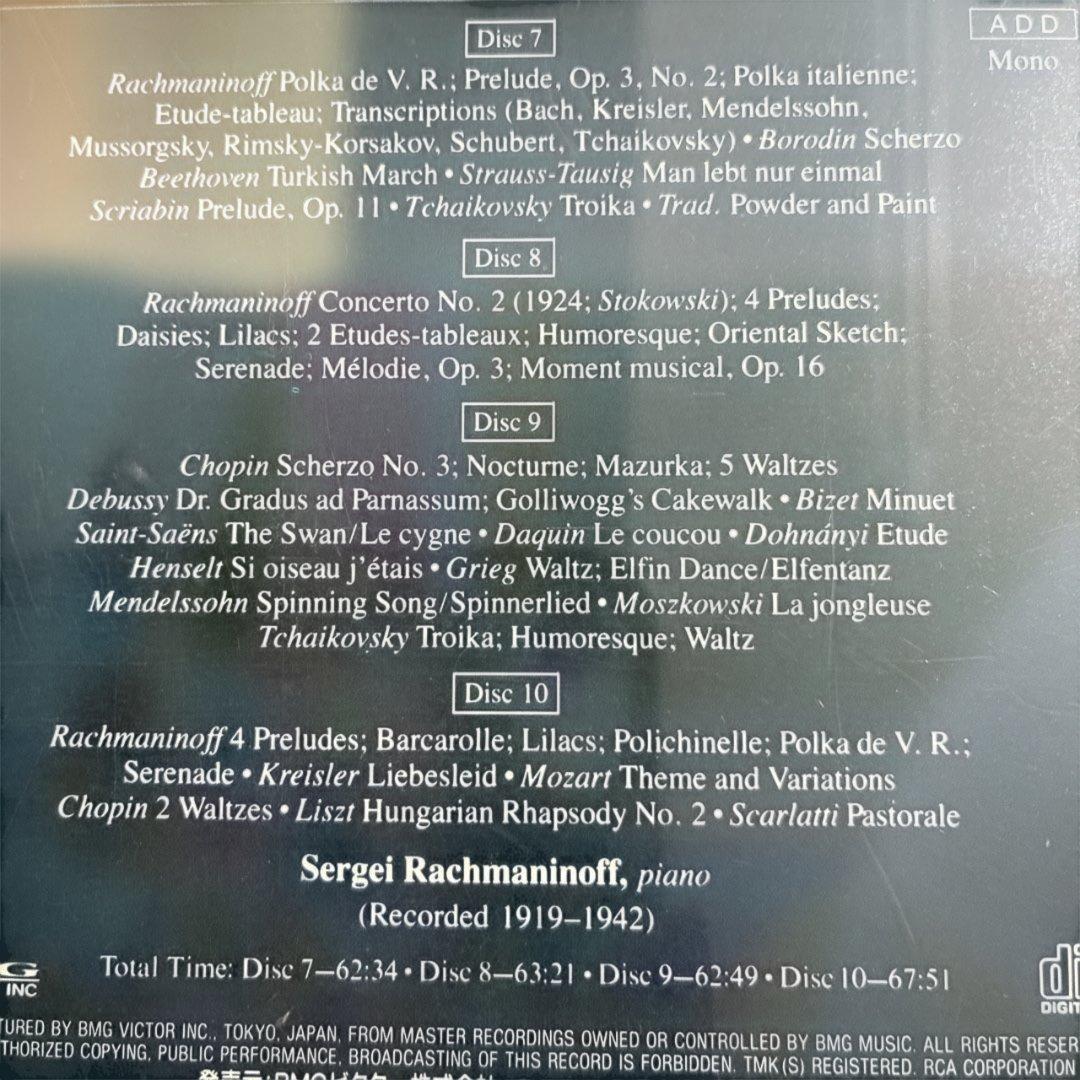 Disc 7
ADD
Mono
Rachmaninoff Polka de V. R.; Prelude, Op. 3, No. 2; Polka italienne;
Etude-tableau; Transcriptions (Bach, Kreisler, Mendelssohn,
Mussorgsky, Rimsky-Korsakov, Schubert, Tchaikovsky) • Borodin Scherzo
Beethoven Turkish March • Strauss-Tausig Man lebt nur einmal
Scriabin Prelude, Op. 11 • Tchaikovsky Troika • Trad. Powder and Paint
Disc 8
Rachmaninoff Concerto No. 2 (1924; Stokowski); 4 Preludes;
Daisies; Lilacs; 2 Etudes-tableaux; Humoresque; Oriental Sketch;
Serenade; Mélodie, Op. 3; Moment musical, Op. 16
Disc 9
Chopin Scherzo No. 3; Nocturne; Mazurka; 5 Waltzes
Debussy Dr. Gradus ad Parnassum; Golliwogg's Cakewalk • Bizet Minuet
Saint-Saëns The Swan/Le cygne • Daquin Le coucou • Dohnányi Etude
Henselt Si oiseau j'étais • Grieg Waltz; Elfin Dance/Elfentanz
Mendelssohn Spinning Song/Spinnerlied • Moszkowski La jongleuse
Tchaikovsky Troika; Humoresque; Waltz
Disc 10
Rachmaninoff 4 Preludes; Barcarolle; Lilacs; Polichinelle; Polka de V. R.;
Serenade • Kreisler Liebesleid • Mozart Theme and Variations
Chopin 2 Waltzes • Liszt Hungarian Rhapsody No. 2 • Scarlatti Pastorale
Sergei Rachmaninoff, piano
(Recorded 1919–1942)
Total Time: Disc 7—62:34 • Disc 8—63:21 • Disc 9—62:49 • Disc 10—67:51
G
INC
di
DIGIT
TURED BY BMG VICTOR INC., TOKYO, JAPAN, FROM MASTER RECORDINGS OWNED OR CONTROLLED BY BMG MUSIC. ALL RIGHTS RESER
THORIZED COPYING, PUBLIC PERFORMANCE, BROADCASTING OF THIS RECORD IS FORBIDDEN. TMK(S) REGISTERED. RCA CORPORATION